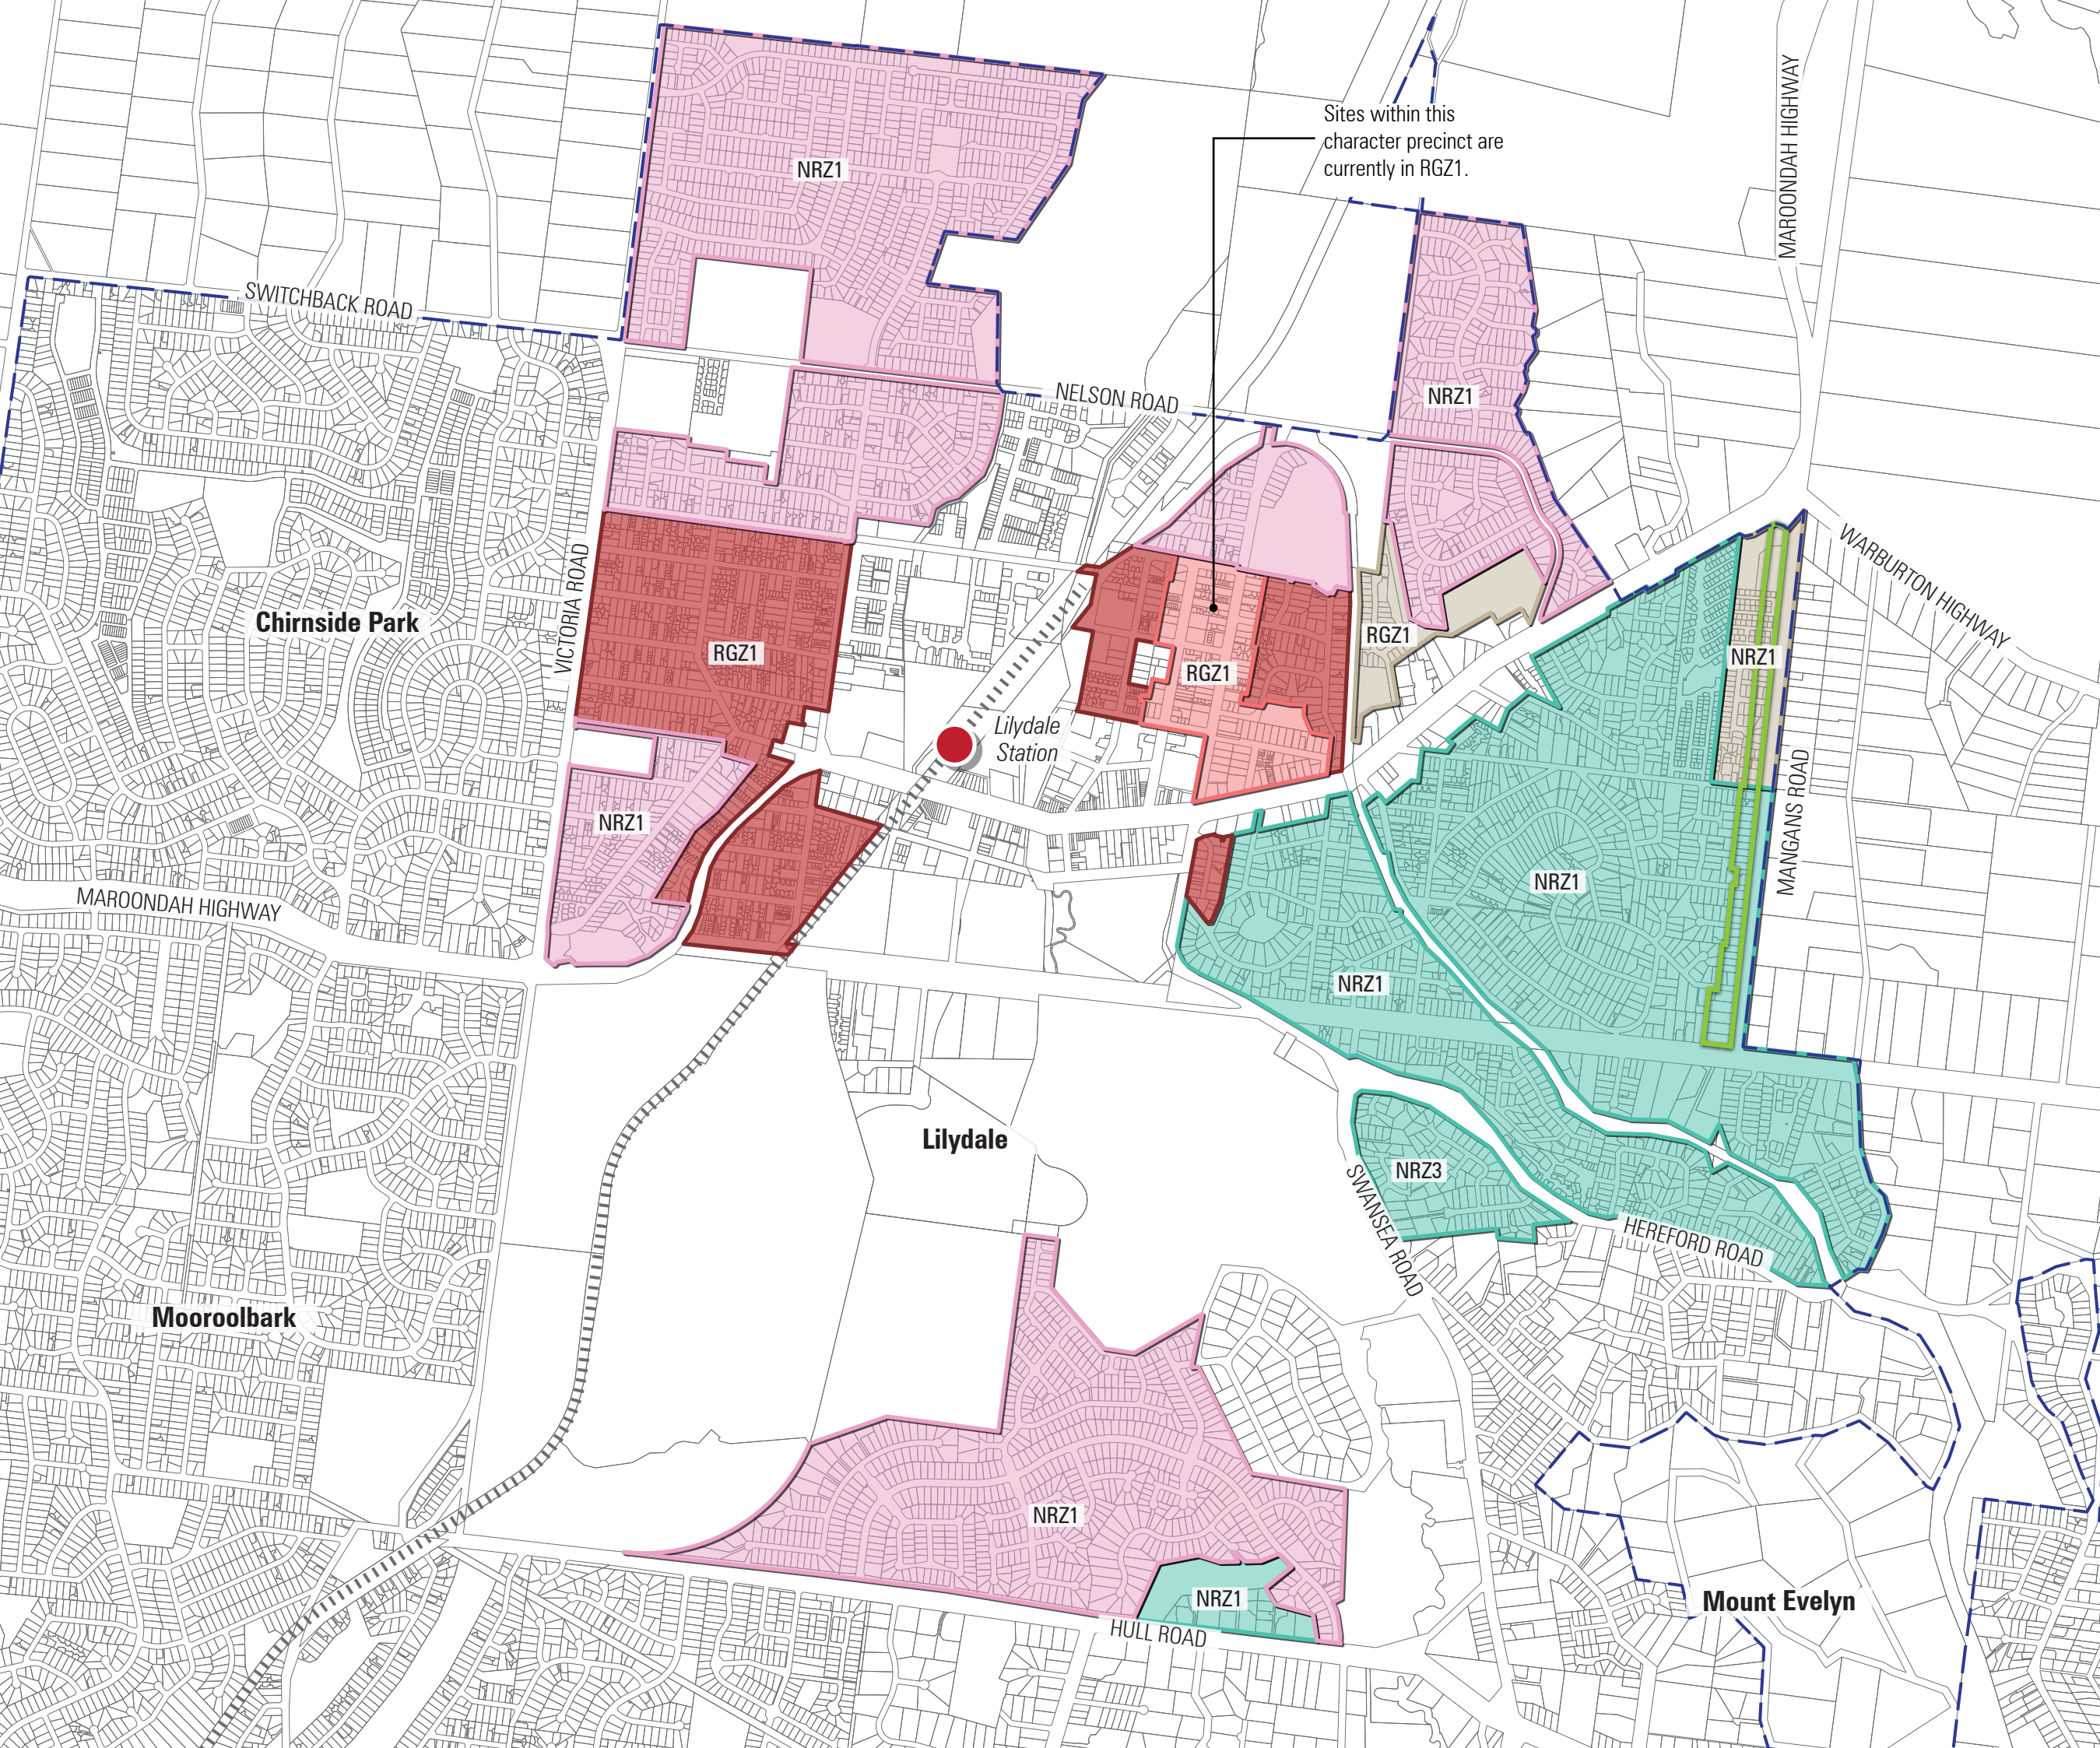 MAROONDAH HIGHWAY
Sites within this
character precinct are
currently in RGZ1.
NRZ1
SWITCHBACK ROAD
NELSON ROAD
NRZ1
WARBURTON HIGHWAY
VICTORIA ROAD
Chirnside Park
RGZ1
RGZ1
RGZ1
NRZ1
Lilydale
Station
NRZ1
MANGANS ROAD
MAROONDAH HIGHWAY
NRZ1
NRZ1
Lilydale
NRZ3
SWANSEA ROAD
HEREFORD ROAD
Mooroolbark
NRZ1
NRZ1
Mount Evelyn
HULL ROAD